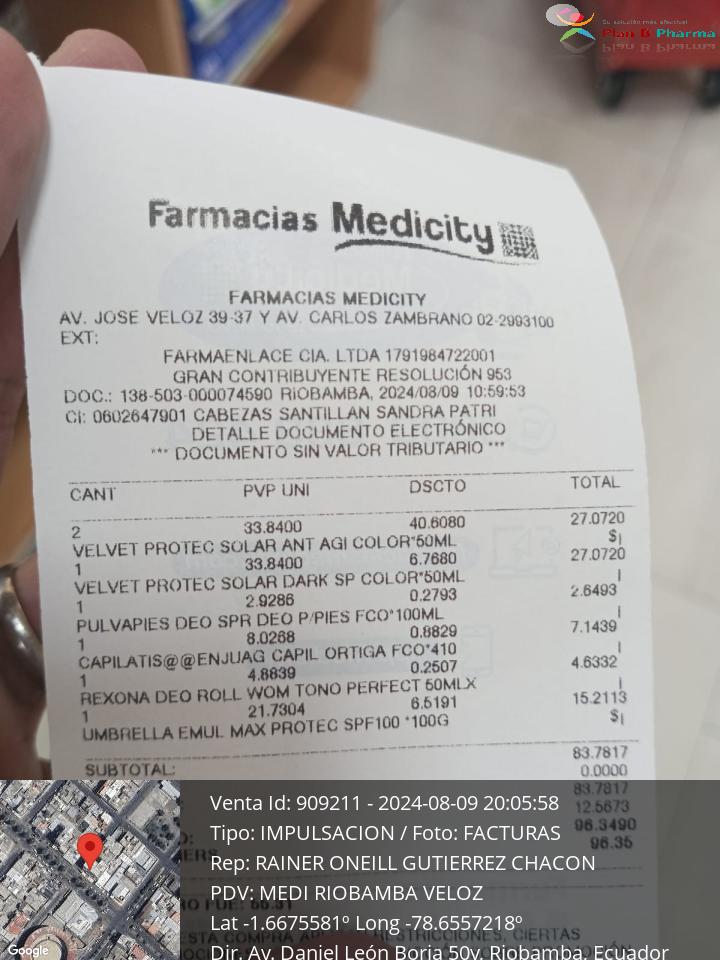 Su solución más efectiva!
Plan B Pharma
Farmacias Medicity
FARMACIAS MEDICITY
AV. JOSE VELOZ 39-37 Y AV. CARLOS ZAMBRANO 02-2993100
EXT:
FARMAENLACE CIA. LTDA 1791984722001
GRAN CONTRIBUYENTE RESOLUCIÓN 953
DOC.: 138-503-000074590 RIOBAMBA, 2024/08/09 10:59:53
CI: 0602647901 CABEZAS SANTILLAN SANDRA PATRI
DETALLE DOCUMENTO ELECTRÓNICO
*** DOCUMENTO SIN VALOR TRIBUTARIO ***
CANT PVP UNI DSCTO TOTAL
2 33.8400 40.6080 27.0720
VELVET PROTEC SOLAR ANT AGI COLOR*50ML $|
1 33.8400 6.7680 27.0720
VELVET PROTEC SOLAR DARK SP COLOR*50ML |
1 2.9286 0.2793 2.6493
PULVAPIES DEO SPR DEO P/PIES FCO*100ML |
1 8.0268 0.8829 7.1439
CAPILATIS@@ENJUAG CAPIL ORTIGA FCO*410 |
1 4.8839 0.2507 4.6332
REXONA DEO ROLL WOM TONO PERFECT 50MLX |
1 21.7304 6.5191 15.2113
UMBRELLA EMUL MAX PROTEC SPF100 *100G $|
83.7817
SUBTOTAL: 0.0000
83.7817
12.5673
96.3490
96.35
Venta Id: 909211 - 2024-08-09 20:05:58
Tipo: IMPULSACION / Foto: FACTURAS
Rep: RAINER ONEILL GUTIERREZ CHACON
PDV: MEDI RIOBAMBA VELOZ
Lat -1.6675581º Long -78.6557218º
Dir. Av. Daniel León Borja 50y, Riobamba, Ecuador
Google